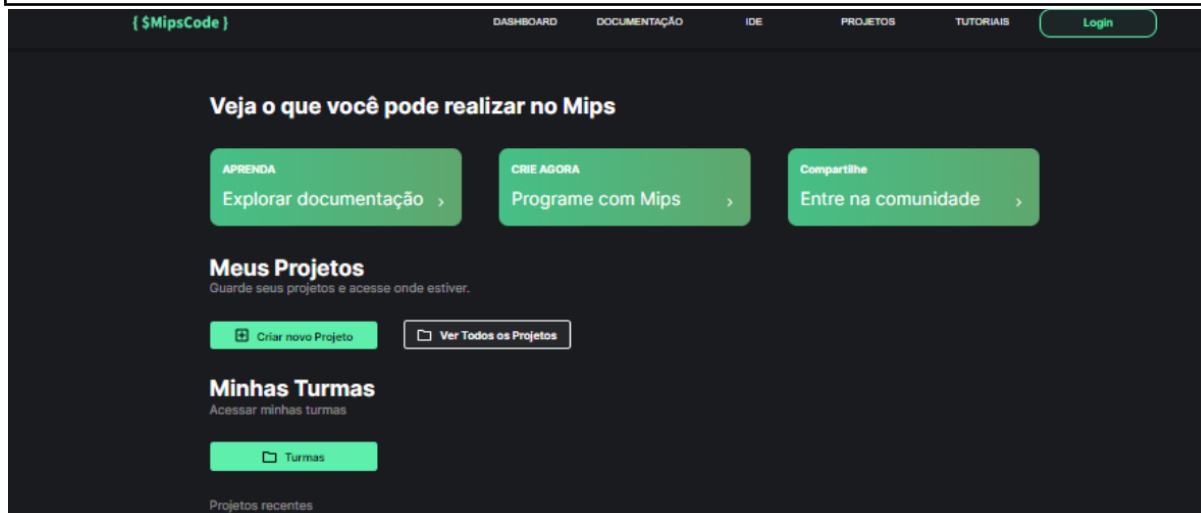 { $MipsCode }
DASHBOARD DOCUMENTAÇÃO IDE PROJETOS TUTORIAIS Login
Veja o que você pode realizar no Mips
APRENDA
Explorar documentação ›
CRIE AGORA
Programe com Mips ›
Compartilhe
Entre na comunidade ›
Meus Projetos
Guarde seus projetos e acesse onde estiver.
Criar novo Projeto Ver Todos os Projetos
Minhas Turmas
Acessar minhas turmas
Turmas
Projetos recentes